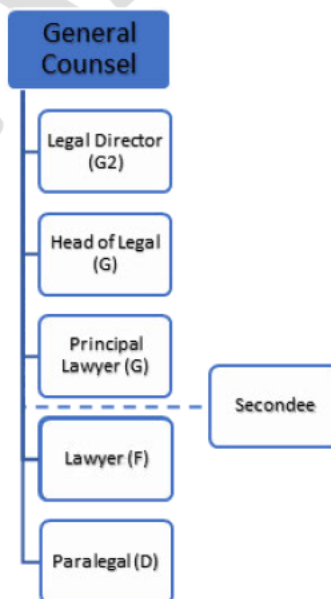 General
Counsel
Legal Director
(G2)
Head of Legal
(G)
Principal
Lawyer (G)
Secondee
Lawyer (F)
Paralegal (D)